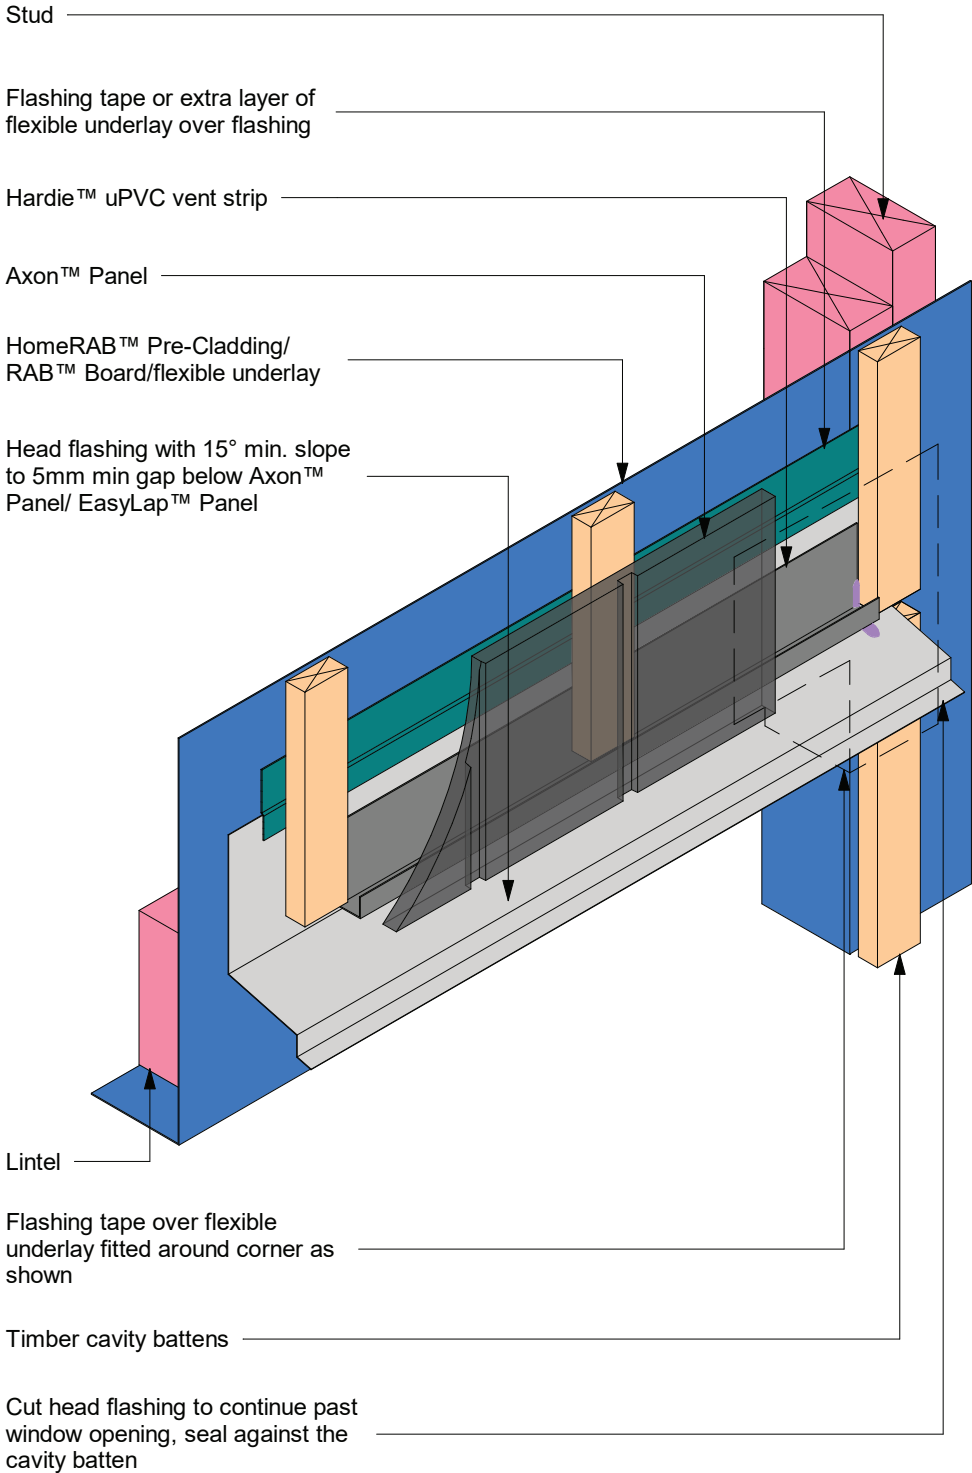 Stud
Flashing tape or extra layer of
flexible underlay over flashing
Hardie™ uPVC vent strip
Axon™ Panel
HomeRAB™ Pre-Cladding/
RAB™ Board/flexible underlay
Head flashing with 15° min. slope
to 5mm min gap below Axon™
Panel/ EasyLap™ Panel
Lintel
Flashing tape over flexible
underlay fitted around corner as
shown
Timber cavity battens
Cut head flashing to continue past
window opening, seal against the
cavity batten